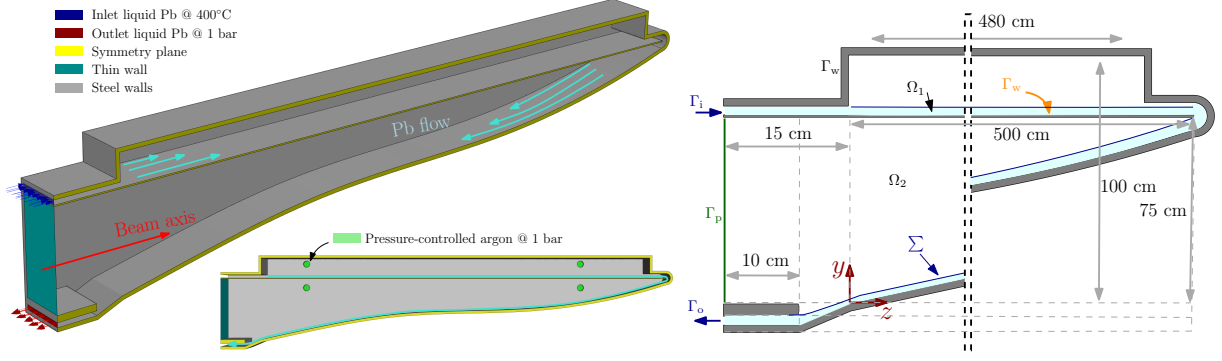 Inlet liquid Pb @ 400°C
Outlet liquid Pb @ 1 bar
Symmetry plane
Thin wall
Steel walls
Pb flow
Beam axis
Pressure-controlled argon @ 1 bar
480 cm
Γw
Ω1
Γw
Γi
15 cm
500 cm
Ω2
100 cm
75 cm
Γp
10 cm
Σ
y
z
Γo